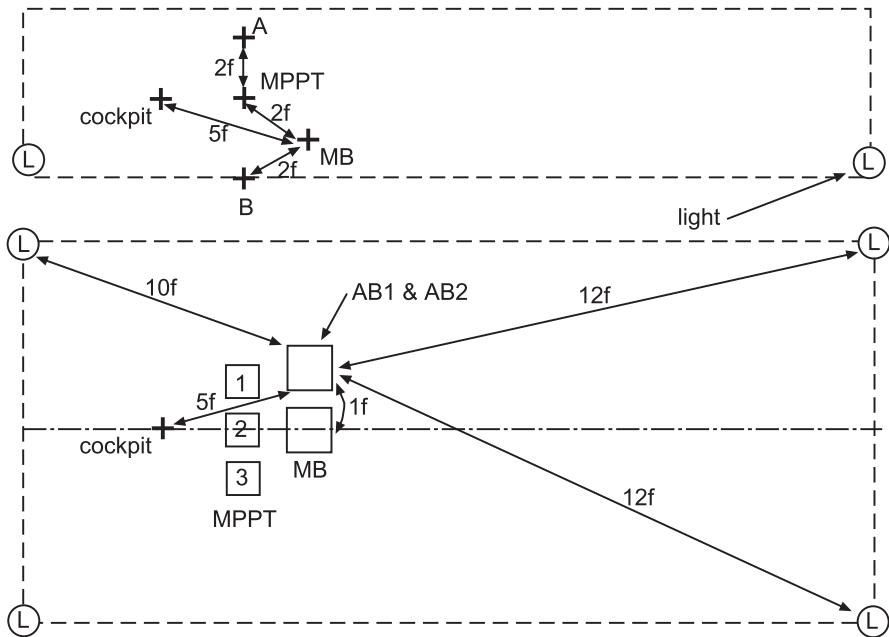 A
2f
MPPT
cockpit
2f
5f
MB
2f
L
L
B
light
L
L
10f
AB1 & AB2
12f
1
5f
1f
2
cockpit
MB
3
12f
MPPT
L
L